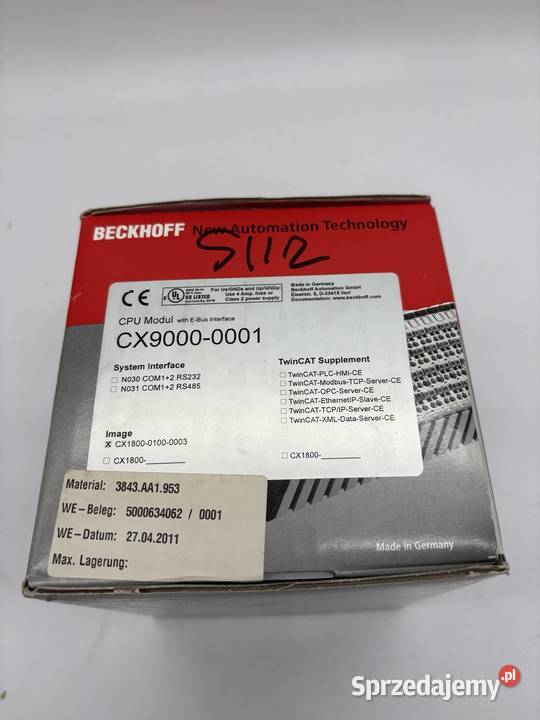 BECKHOFF New Automation Technology
S112
CE
UL US LISTED
For Us/GNDs and Up/GNDp:
Use 4 Amp. fuse or
Class 2 power supply
Made in Germany
Beckhoff Automation GmbH
Eiserstr. 5, D-33415 Verl
Documentation: www.beckhoff.com
CPU Modul with E-Bus Interface
CX9000-0001
System Interface
N030 COM1+2 RS232
N031 COM1+2 RS485
TwinCAT Supplement
TwinCAT-PLC-HMI-CE
TwinCAT-Modbus-TCP-Server-CE
TwinCAT-OPC-Server-CE
TwinCAT-EthernetIP-Slave-CE
TwinCAT-TCP/IP-Server-CE
TwinCAT-XML-Data-Server-CE
Image
x CX1800-0100-0003
CX1800-______
CX1800-______
Material: 3843.AA1.953
WE-Beleg: 5000634062 / 0001
WE-Datum: 27.04.2011
Max. Lagerung:
Made in Germany
Sprzedajemy.pl